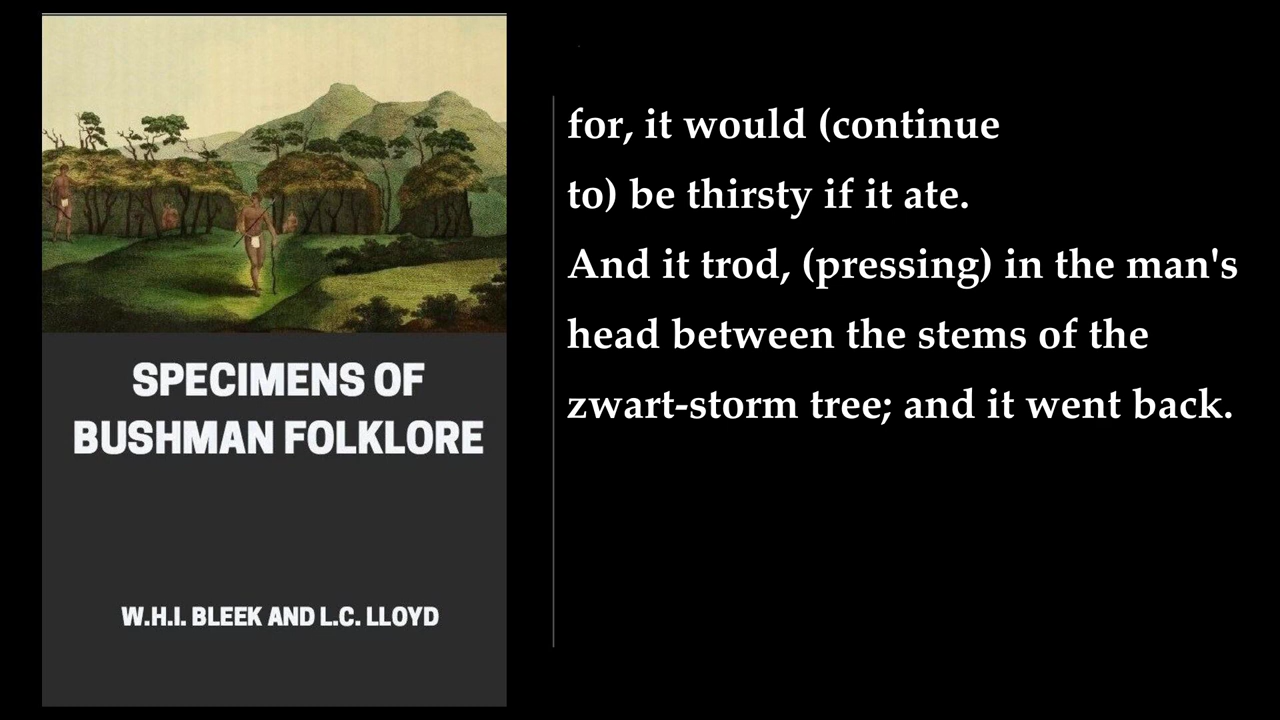 SPECIMENS OF
BUSHMAN FOLKLORE
W.H.I. BLEEK AND L.C. LLOYD
for, it would (continue
to) be thirsty if it ate.
And it trod, (pressing) in the man's
head between the stems of the
zwart-storm tree; and it went back.